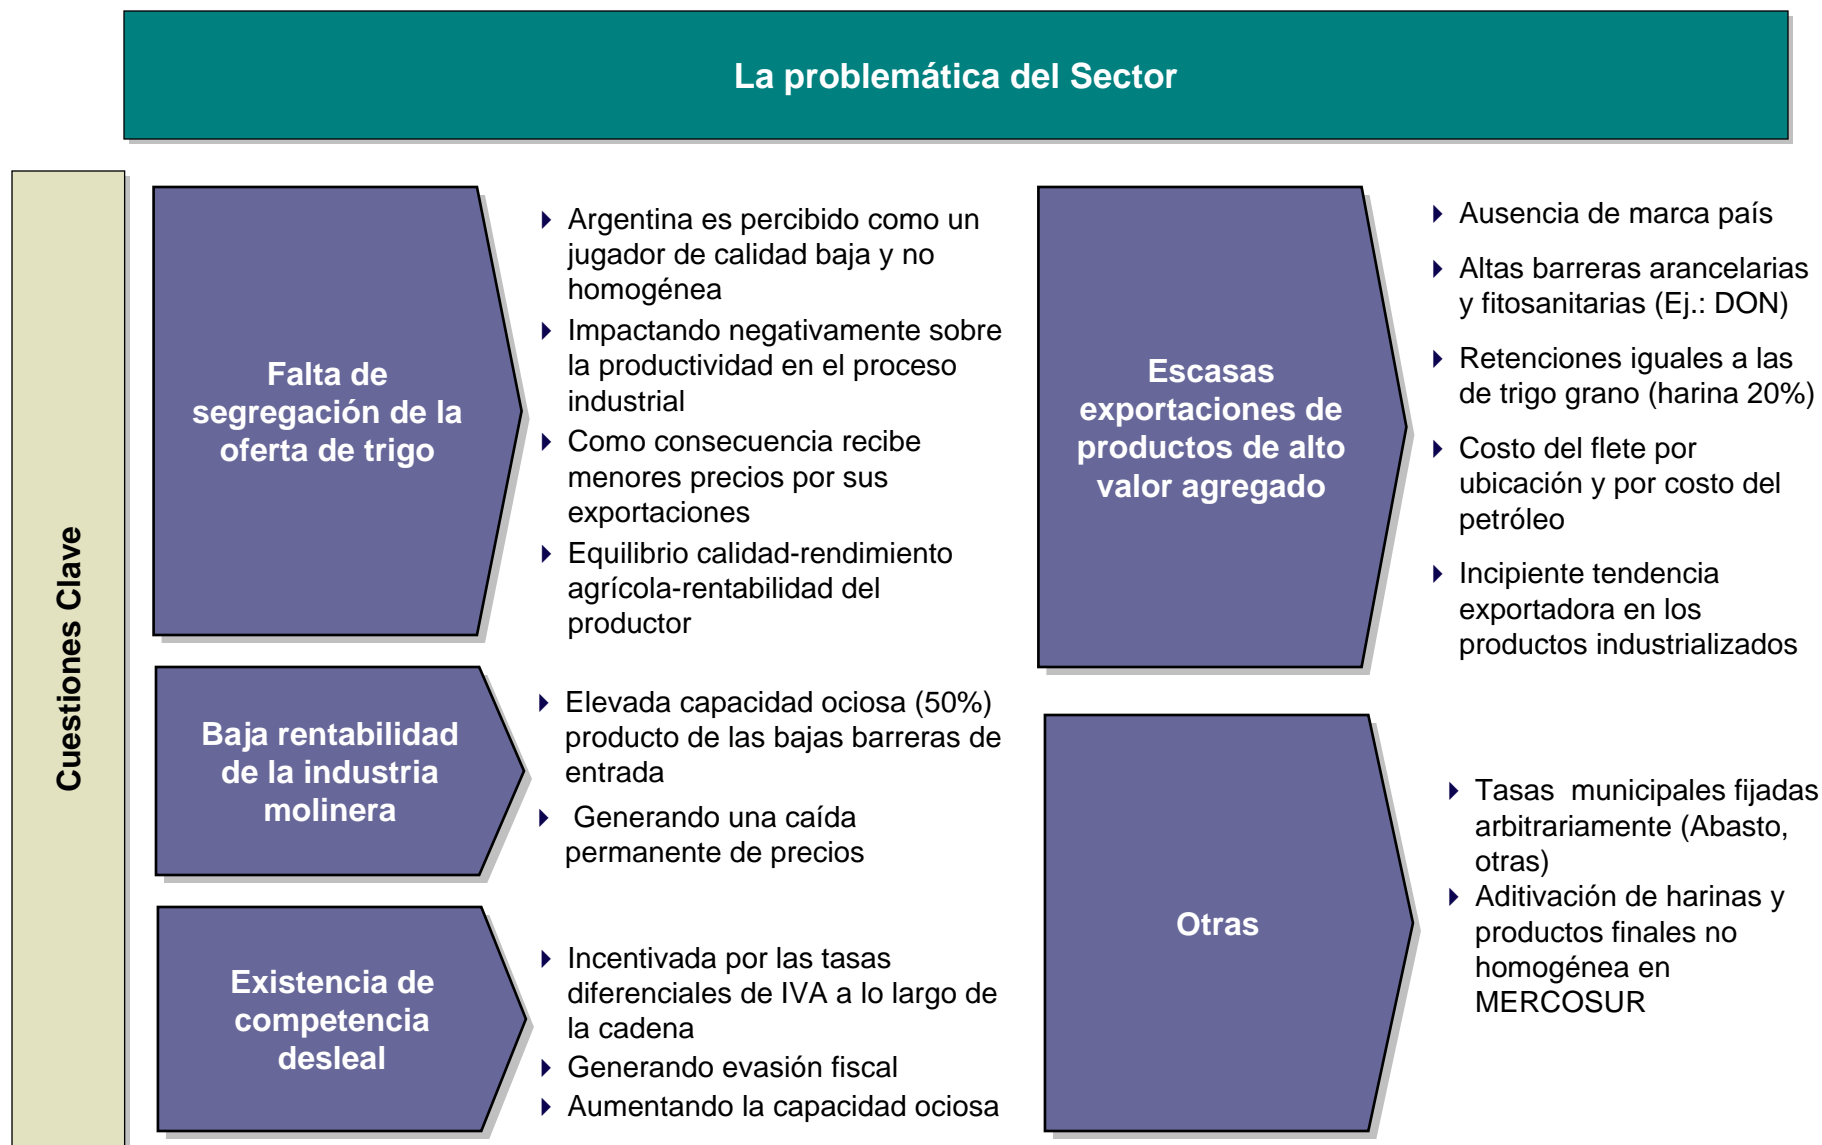 La problemática del Sector
Cuestiones Clave
Falta de
segregación de la
oferta de trigo
Argentina es percibido como un
jugador de calidad baja y no
homogénea
Impactando negativamente sobre
la productividad en el proceso
industrial
Como consecuencia recibe
menores precios por sus
exportaciones
Equilibrio calidad-rendimiento
agrícola-rentabilidad del
productor
Baja rentabilidad
de la industria
molinera
Elevada capacidad ociosa (50%)
producto de las bajas barreras de
entrada
Generando una caída
permanente de precios
Existencia de
competencia
desleal
Incentivada por las tasas
diferenciales de IVA a lo largo de
la cadena
Generando evasión fiscal
Aumentando la capacidad ociosa
Escasas
exportaciones de
productos de alto
valor agregado
Ausencia de marca país
Altas barreras arancelarias
y fitosanitarias (Ej.: DON)
Retenciones iguales a las
de trigo grano (harina 20%)
Costo del flete por
ubicación y por costo del
petróleo
Incipiente tendencia
exportadora en los
productos industrializados
Otras
Tasas  municipales fijadas
arbitrariamente (Abasto,
otras)
Aditivación de harinas y
productos finales no
homogénea en
MERCOSUR